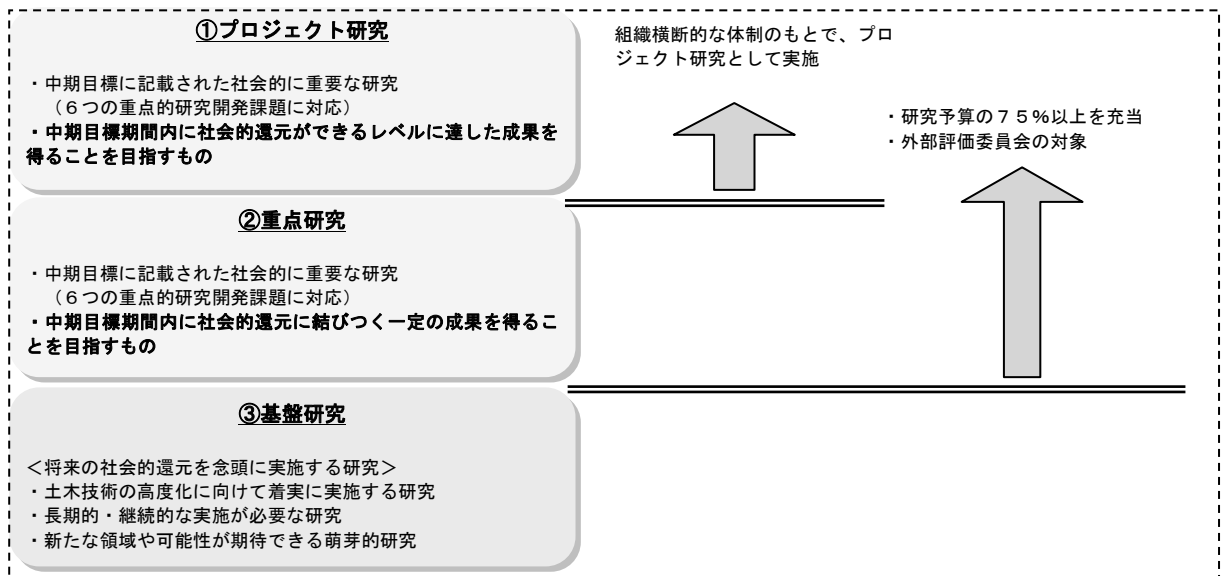 ①プロジェクト研究
・中期目標に記載された社会的に重要な研究
（６つの重点的研究開発課題に対応）
・中期目標期間内に社会的還元ができるレベルに達した成果を
得ることを目指すもの
組織横断的な体制のもとで、プロ
ジェクト研究として実施
・研究予算の７５％以上を充当
・外部評価委員会の対象
②重点研究
・中期目標に記載された社会的に重要な研究
（６つの重点的研究開発課題に対応）
・中期目標期間内に社会的還元に結びつく一定の成果を得るこ
とを目指すもの
③基盤研究
＜将来の社会的還元を念頭に実施する研究＞
・土木技術の高度化に向けて着実に実施する研究
・長期的・継続的な実施が必要な研究
・新たな領域や可能性が期待できる萌芽的研究